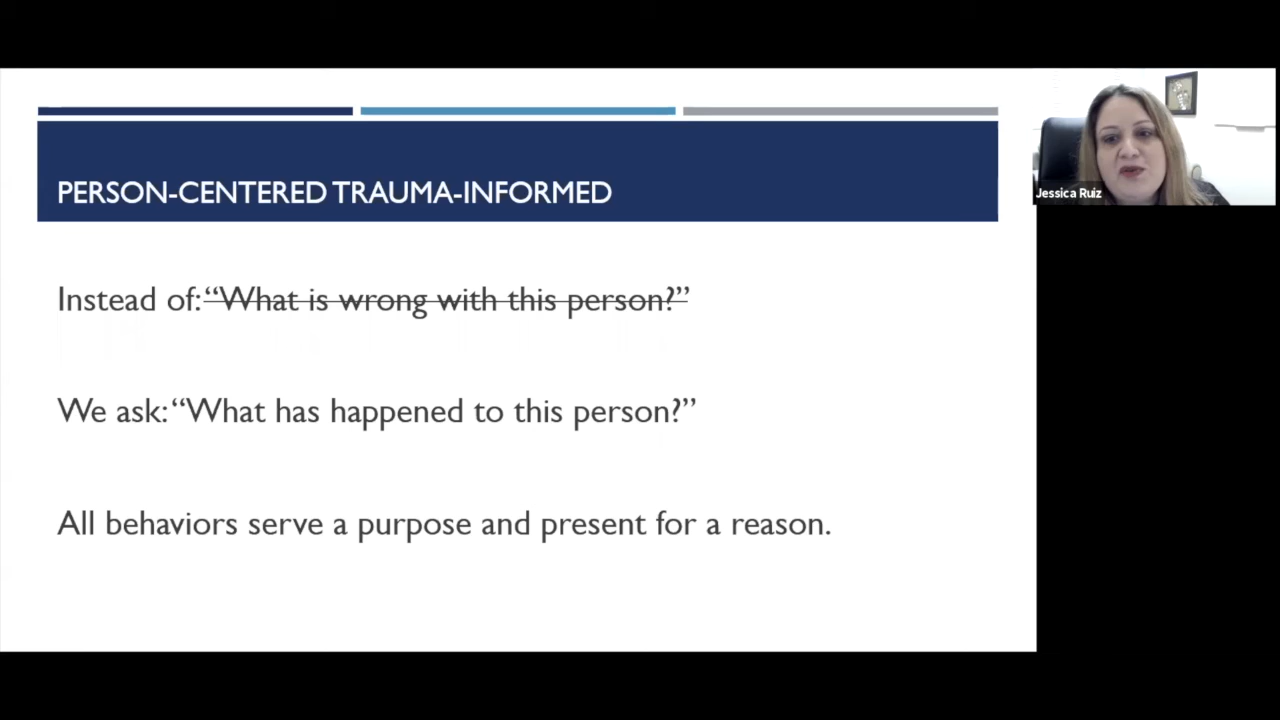 PERSON-CENTERED TRAUMA-INFORMED
Jessica Ruiz
Instead of: “What is wrong with this person?”
We ask: “What has happened to this person?”
All behaviors serve a purpose and present for a reason.